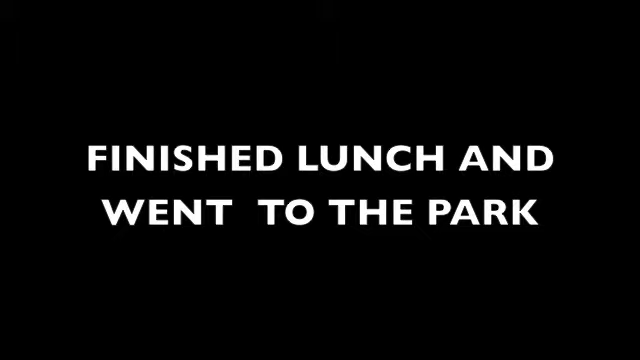 FINISHED LUNCH AND
WENT  TO THE PARK